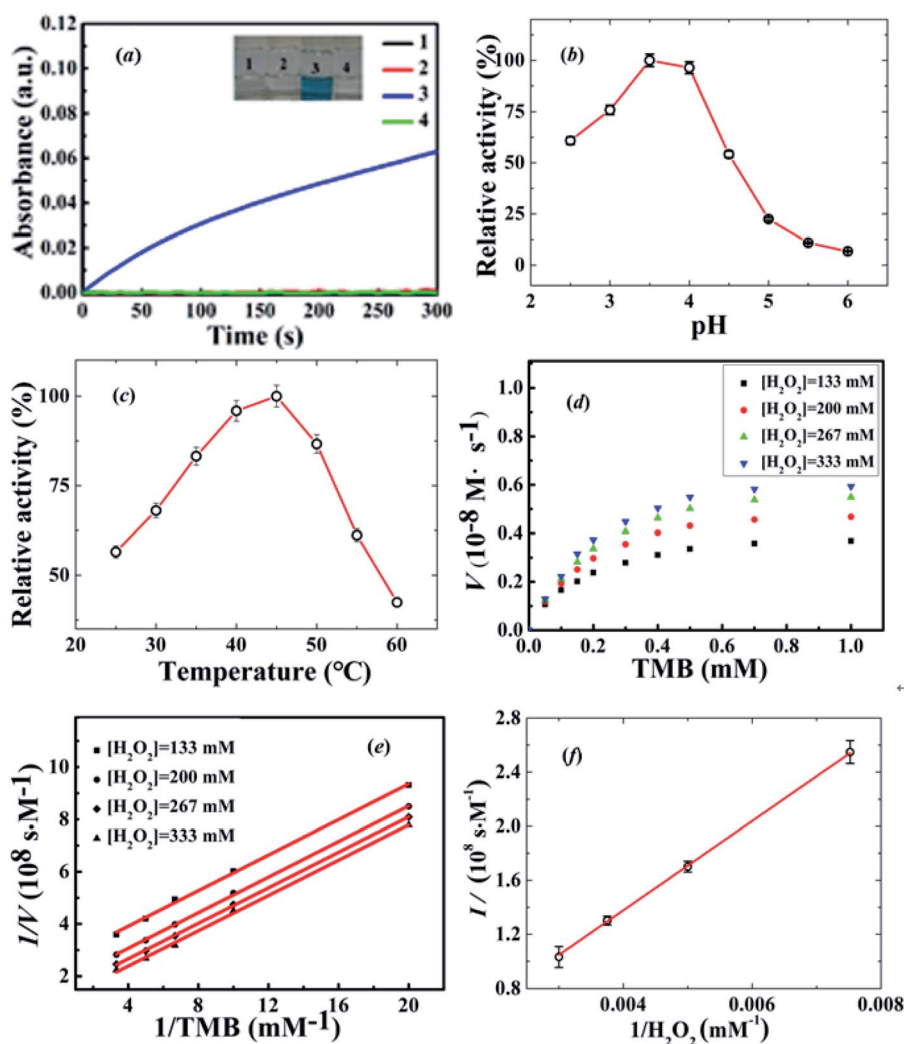 (a)
1 2 3 4
1
2
3
4
0.12
0.10
0.08
0.06
0.04
0.02
0.00
Absorbance (a.u.)
0 50 100 150 200 250 300
Time (s)
(b)
100
75
50
25
0
Relative activity (%)
2 3 4 5 6
pH
(c)
100
75
50
Relative activity (%)
20 30 40 50 60
Temperature (°C)
(d)
[H₂O₂]=133 mM
[H₂O₂]=200 mM
[H₂O₂]=267 mM
[H₂O₂]=333 mM
1.0
0.8
0.6
0.4
0.2
0.0
V (10-8 M· s-1)
0.0 0.2 0.4 0.6 0.8 1.0
TMB (mM)
(e)
[H₂O₂]=133 mM
[H₂O₂]=200 mM
[H₂O₂]=267 mM
[H₂O₂]=333 mM
10
8
6
4
2
1/V (10⁸ s·M-1)
4 8 12 16 20
1/TMB (mM-1)
(f)
2.8
2.2
1.6
1.0
0.4
I / (10⁸ s·M⁻¹)
0.004 0.006 0.008
1/H₂O₂ (mM⁻¹)